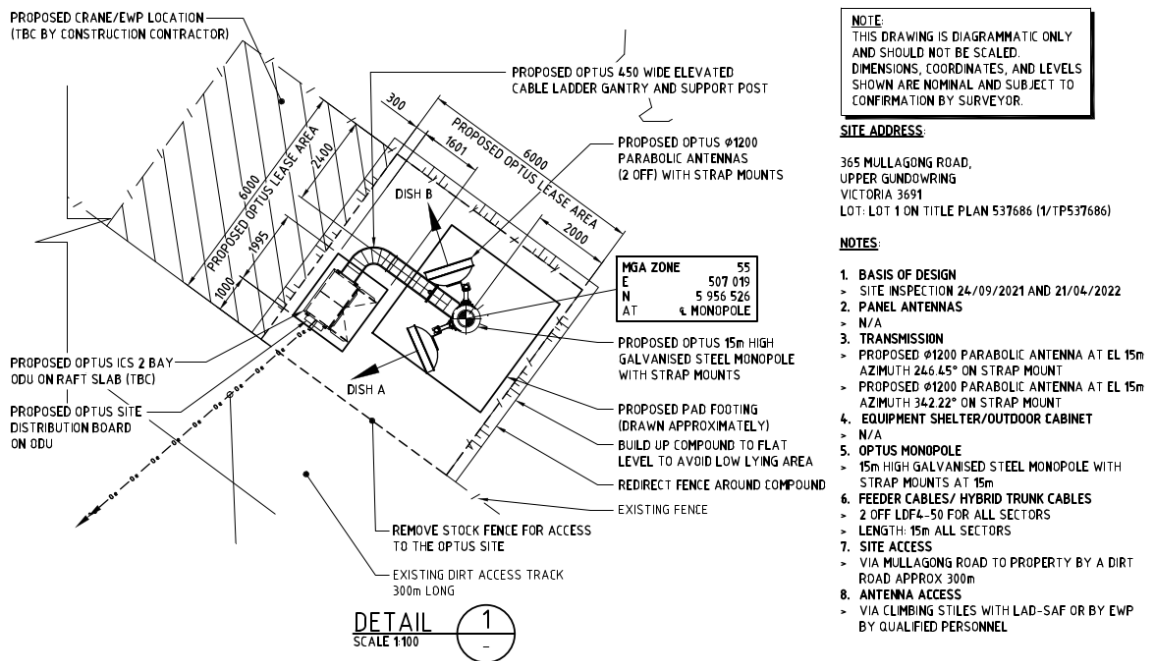 PROPOSED CRANE/EWP LOCATION
(TBC BY CONSTRUCTION CONTRACTOR)
PROPOSED OPTUS 450 WIDE ELEVATED
CABLE LADDER GANTRY AND SUPPORT POST
300
1601
6000
PROPOSED OPTUS LEASE AREA
2000
6000
PROPOSED OPTUS LEASE AREA
2400
1995
1000
PROPOSED OPTUS Ø1200
PARABOLIC ANTENNAS
(2 OFF) WITH STRAP MOUNTS
DISH B
DISH A
MGA ZONE 55
E 507 019
N 5 956 526
AT ℄ MONOPOLE
PROPOSED OPTUS 15m HIGH
GALVANISED STEEL MONOPOLE
WITH STRAP MOUNTS
PROPOSED OPTUS ICS 2 BAY
ODU ON RAFT SLAB (TBC)
PROPOSED OPTUS SITE
DISTRIBUTION BOARD
ON ODU
PROPOSED PAD FOOTING
(DRAWN APPROXIMATELY)
BUILD UP COMPOUND TO FLAT
LEVEL TO AVOID LOW LYING AREA
REDIRECT FENCE AROUND COMPOUND
EXISTING FENCE
REMOVE STOCK FENCE FOR ACCESS
TO THE OPTUS SITE
EXISTING DIRT ACCESS TRACK
300m LONG
DETAIL 1
SCALE 1:100 -
NOTE:
THIS DRAWING IS DIAGRAMMATIC ONLY
AND SHOULD NOT BE SCALED.
DIMENSIONS, COORDINATES, AND LEVELS
SHOWN ARE NOMINAL AND SUBJECT TO
CONFIRMATION BY SURVEYOR.
SITE ADDRESS:
365 MULLAGONG ROAD,
UPPER GUNDOWRING
VICTORIA 3691
LOT: LOT 1 ON TITLE PLAN 537686 (1/TP537686)
NOTES:
1. BASIS OF DESIGN
> SITE INSPECTION 24/09/2021 AND 21/04/2022
2. PANEL ANTENNAS
> N/A
3. TRANSMISSION
> PROPOSED Ø1200 PARABOLIC ANTENNA AT EL 15m
AZIMUTH 246.45° ON STRAP MOUNT
> PROPOSED Ø1200 PARABOLIC ANTENNA AT EL 15m
AZIMUTH 342.22° ON STRAP MOUNT
4. EQUIPMENT SHELTER/OUTDOOR CABINET
> N/A
5. OPTUS MONOPOLE
> 15m HIGH GALVANISED STEEL MONOPOLE WITH
STRAP MOUNTS AT 15m
6. FEEDER CABLES/ HYBRID TRUNK CABLES
> 2 OFF LDF4-50 FOR ALL SECTORS
> LENGTH: 15m ALL SECTORS
7. SITE ACCESS
> VIA MULLAGONG ROAD TO PROPERTY BY A DIRT
ROAD APPROX 300m
8. ANTENNA ACCESS
> VIA CLIMBING STILES WITH LAD-SAF OR BY EWP
BY QUALIFIED PERSONNEL